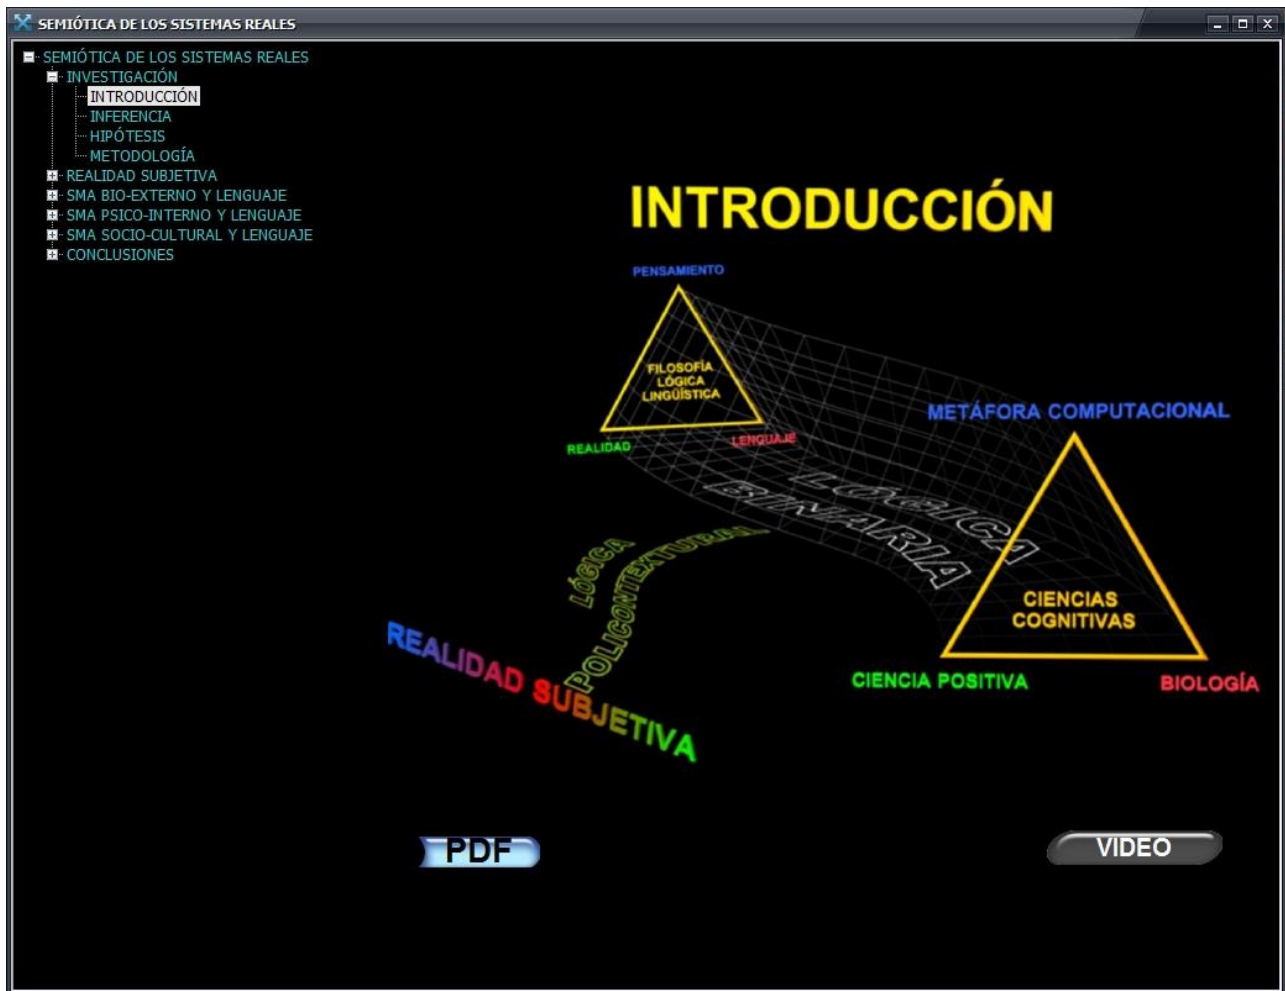 SEMIÓTICA DE LOS SISTEMAS REALES
SEMIÓTICA DE LOS SISTEMAS REALES
INVESTIGACIÓN
INTRODUCCIÓN
INFERENCIA
HIPÓTESIS
METODOLOGÍA
REALIDAD SUBJETIVA
SMA BIO-EXTERNO Y LENGUAJE
SMA PSICO-INTERNO Y LENGUAJE
SMA SOCIO-CULTURAL Y LENGUAJE
CONCLUSIONES
INTRODUCCIÓN
PENSAMIENTO
FILOSOFÍA
LÓGICA
LINGÜÍSTICA
REALIDAD
LENGUAJE
METÁFORA COMPUTACIONAL
LÓGICA
BINARIA
CIENCIAS
COGNITIVAS
CIENCIA POSITIVA
BIOLOGÍA
LÓGICA
POLICONTEXTURAL
REALIDAD SUBJETIVA
PDF
VIDEO